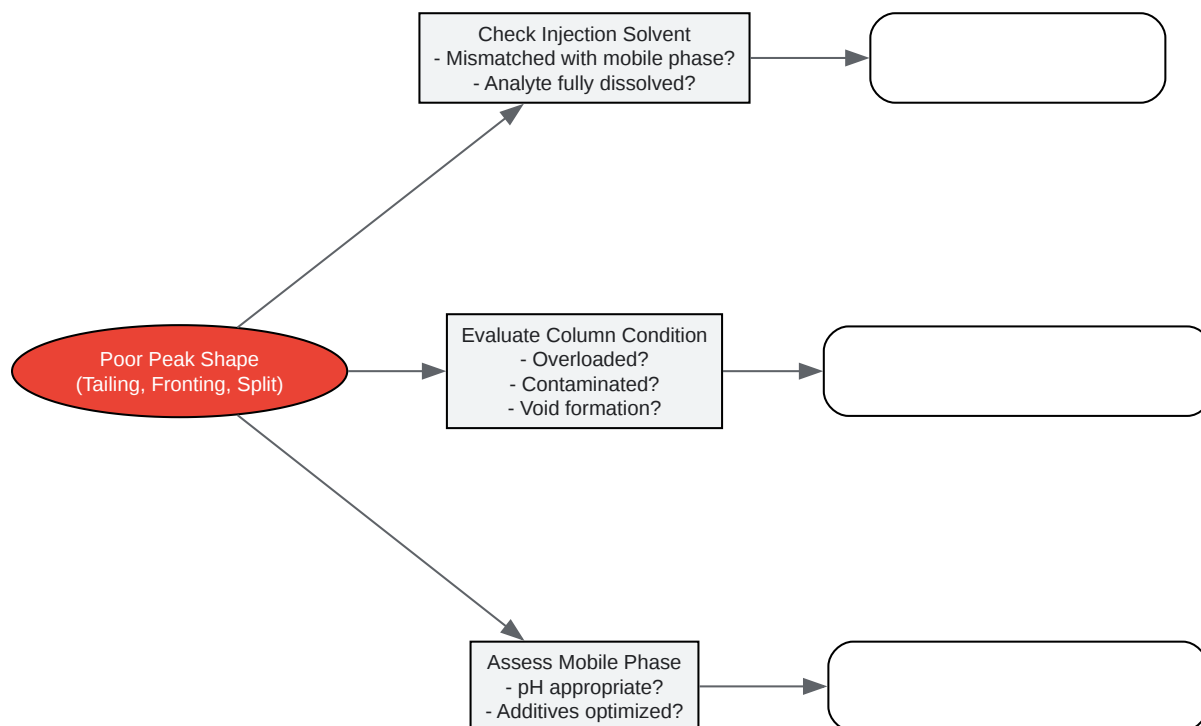 Check Injection Solvent
- Mismatched with mobile phase?
- Analyte fully dissolved?
Poor Peak Shape
(Tailing, Fronting, Split)
Evaluate Column Condition
- Overloaded?
- Contaminated?
- Void formation?
Assess Mobile Phase
- pH appropriate?
- Additives optimized?